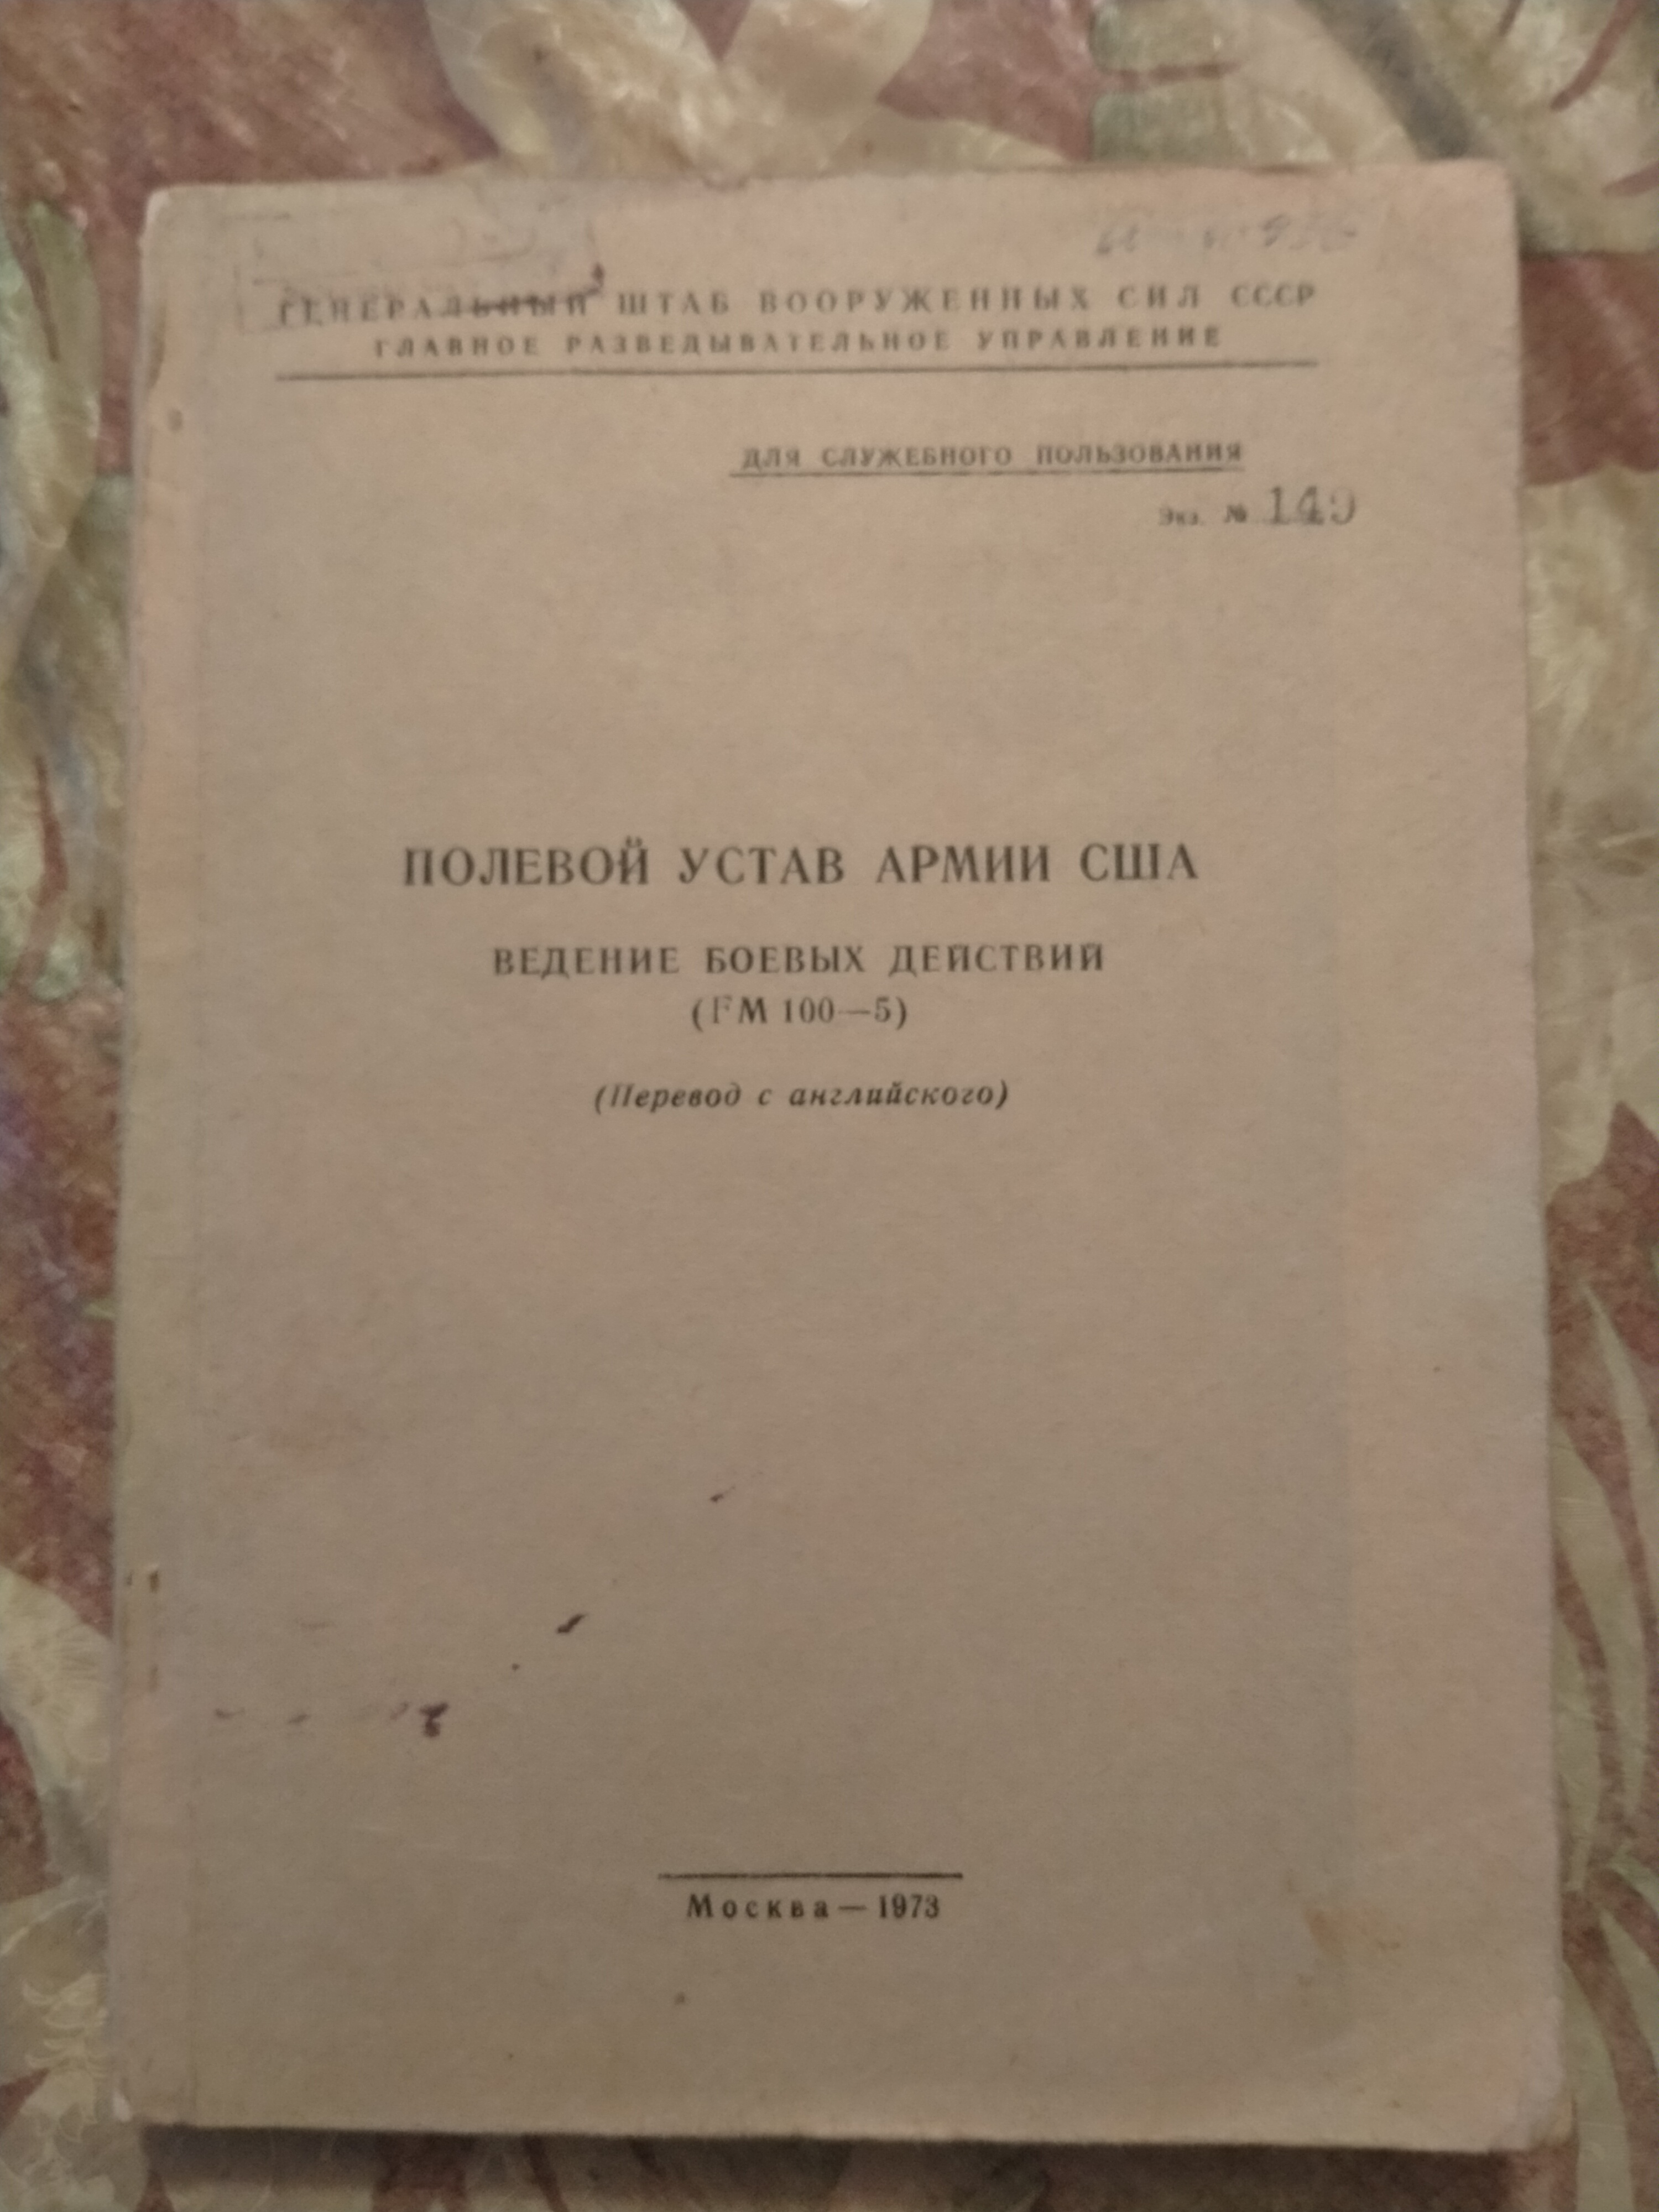 ГЕНЕРАЛЬНЫЙ ШТАБ ВООРУЖЕННЫХ СИЛ СССР
ГЛАВНОЕ РАЗВЕДЫВАТЕЛЬНОЕ УПРАВЛЕНИЕ
ДЛЯ СЛУЖЕБНОГО ПОЛЬЗОВАНИЯ
Экз. № 149
ПОЛЕВОЙ УСТАВ АРМИИ США
ВЕДЕНИЕ БОЕВЫХ ДЕЙСТВИЙ
(FM 100—5)
(Перевод с английского)
Москва — 1973